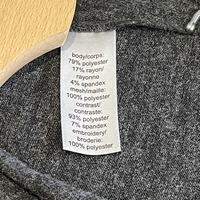 body/corps:
79% polyester
17% rayon/
rayonne
4% spandex
mesh/maille:
100% polyester
contrast/
contraste:
93% polyester
7% spandex
embroidery/
broderie:
100% polyester